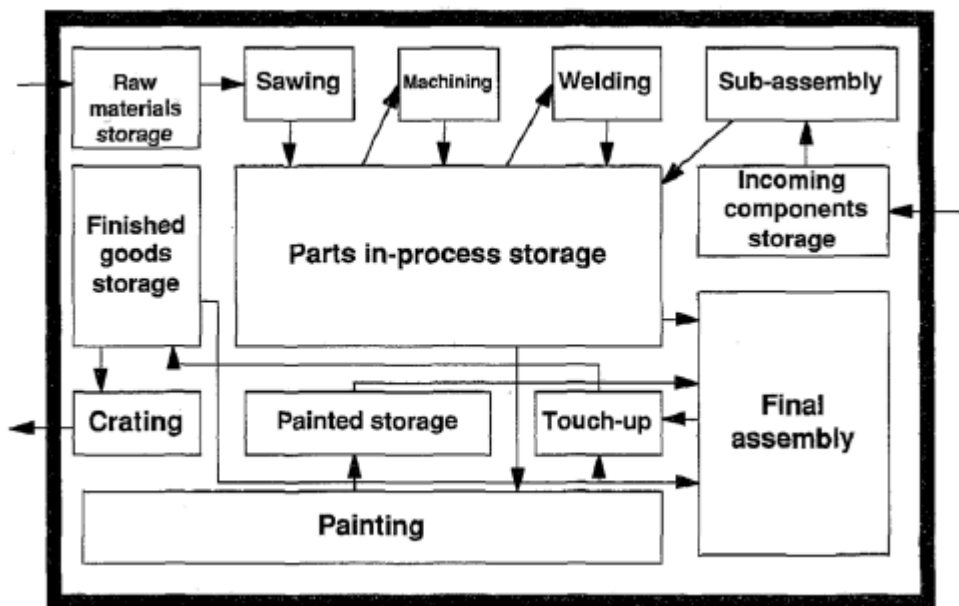 Raw
materials
storage
Sawing
Machining
Welding
Sub-assembly
Finished
goods
storage
Parts in-process storage
Incoming
components
storage
Crating
Painted storage
Touch-up
Final
assembly
Painting